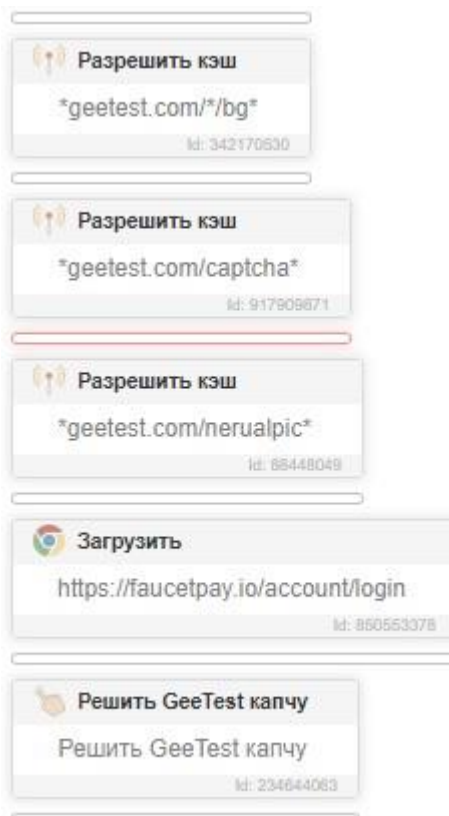 Разрешить кэш
*geetest.com/*/bg*
Id: 342170530
Разрешить кэш
*geetest.com/captcha*
Id: 917909871
Разрешить кэш
*geetest.com/nerualpic*
Id: 86448049
Загрузить
https://faucetpay.io/account/login
Id: 850553378
Решить GeeTest капчу
Решить GeeTest капчу
Id: 234644063